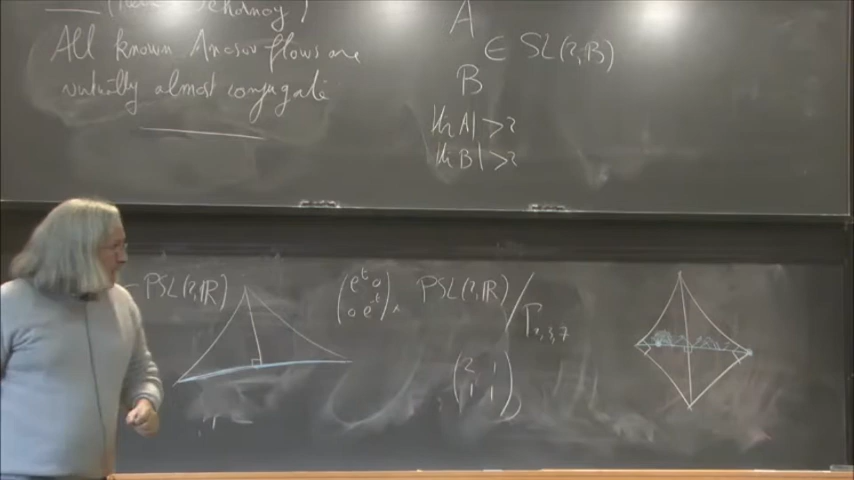 Dehornoy )
All known Anosov flows are
mutually almost conjugate
A
∈ SL(2, )
B
|tr A| > 2
|tr B| > 2
PSL(2,ℝ)
(e^t 0
0 e^-t)
PSL(2,ℝ) / Γ2,3,7
(2 1
1 1)